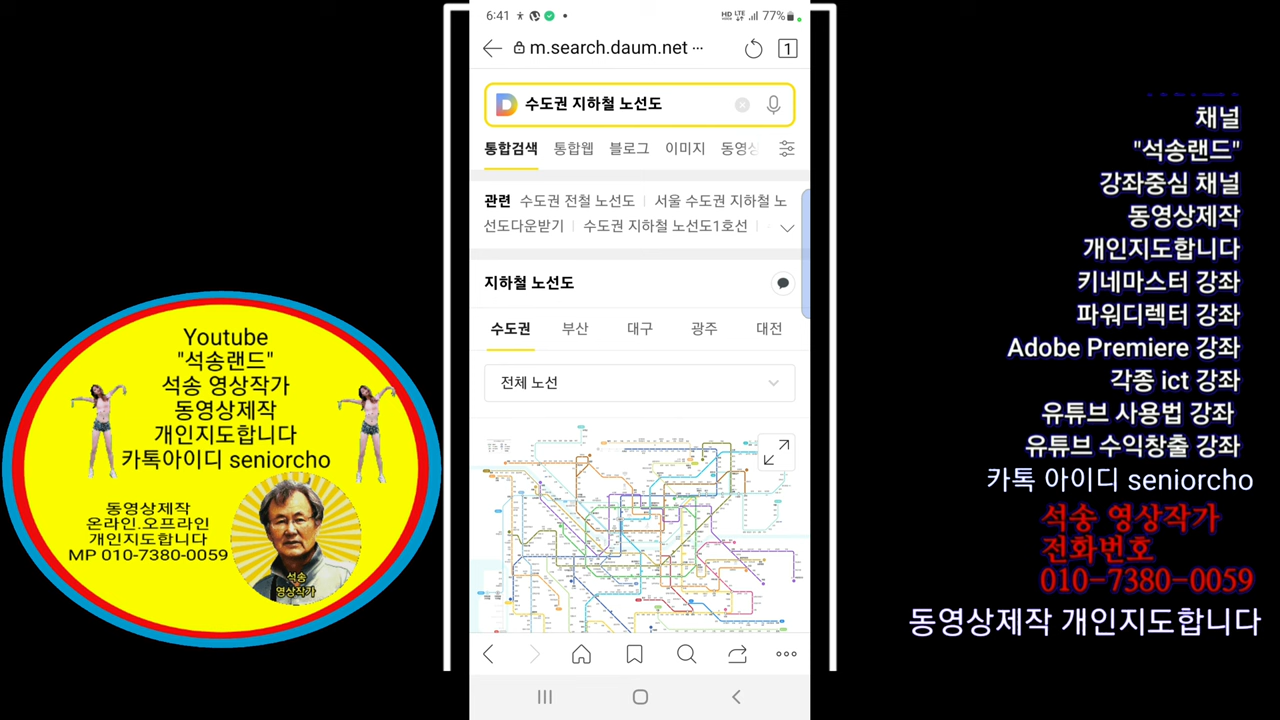 Youtube
"석송랜드"
석송 영상작가
동영상제작
개인지도합니다
카톡아이디 seniorcho
동영상제작
온라인.오프라인
개인지도합니다
MP 010-7380-0059
석송
영상작가
6:41
HD LTE 77%
m.search.daum.net ···
1
수도권 지하철 노선도
통합검색 통합웹 블로그 이미지 동영상
관련 수도권 전철 노선도 서울 수도권 지하철 노
선도다운받기 수도권 지하철 노선도1호선
지하철 노선도
수도권 부산 대구 광주 대전
전체 노선
채널
"석송랜드"
강좌중심 채널
동영상제작
개인지도합니다
키네마스터 강좌
파워디렉터 강좌
Adobe Premiere 강좌
각종 ict 강좌
유튜브 사용법 강좌
유튜브 수익창출 강좌
카톡 아이디 seniorcho
석송 영상작가
전화번호
010-7380-0059
동영상제작 개인지도합니다